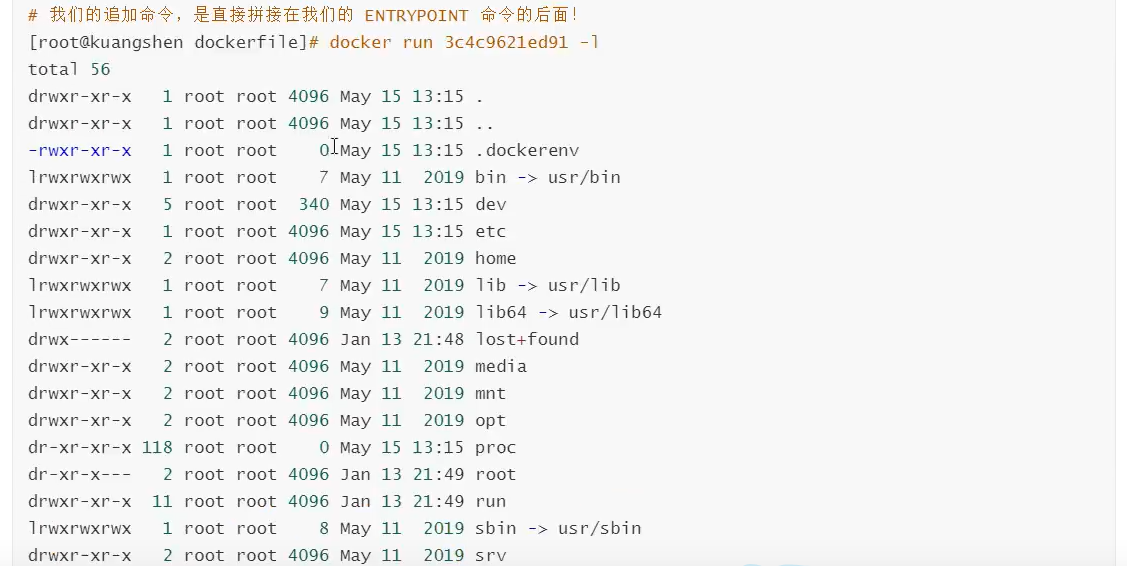 # 我们的追加命令，是直接拼接在我们的 ENTRYPOINT 命令的后面！
[root@kuangshen dockerfile]# docker run 3c4c9621ed91 -l
total 56
drwxr-xr-x   1 root root 4096 May 15 13:15 .
drwxr-xr-x   1 root root 4096 May 15 13:15 ..
-rwxr-xr-x   1 root root    0 May 15 13:15 .dockerenv
lrwxrwxrwx   1 root root    7 May 11  2019 bin -> usr/bin
drwxr-xr-x   5 root root  340 May 15 13:15 dev
drwxr-xr-x   1 root root 4096 May 15 13:15 etc
drwxr-xr-x   2 root root 4096 May 11  2019 home
lrwxrwxrwx   1 root root    7 May 11  2019 lib -> usr/lib
lrwxrwxrwx   1 root root    9 May 11  2019 lib64 -> usr/lib64
drwx------   2 root root 4096 Jan 13 21:48 lost+found
drwxr-xr-x   2 root root 4096 May 11  2019 media
drwxr-xr-x   2 root root 4096 May 11  2019 mnt
drwxr-xr-x   2 root root 4096 May 11  2019 opt
dr-xr-xr-x 118 root root    0 May 15 13:15 proc
dr-xr-x---   2 root root 4096 Jan 13 21:49 root
drwxr-xr-x  11 root root 4096 Jan 13 21:49 run
lrwxrwxrwx   1 root root    8 May 11  2019 sbin -> usr/sbin
drwxr-xr-x   2 root root 4096 May 11  2019 srv